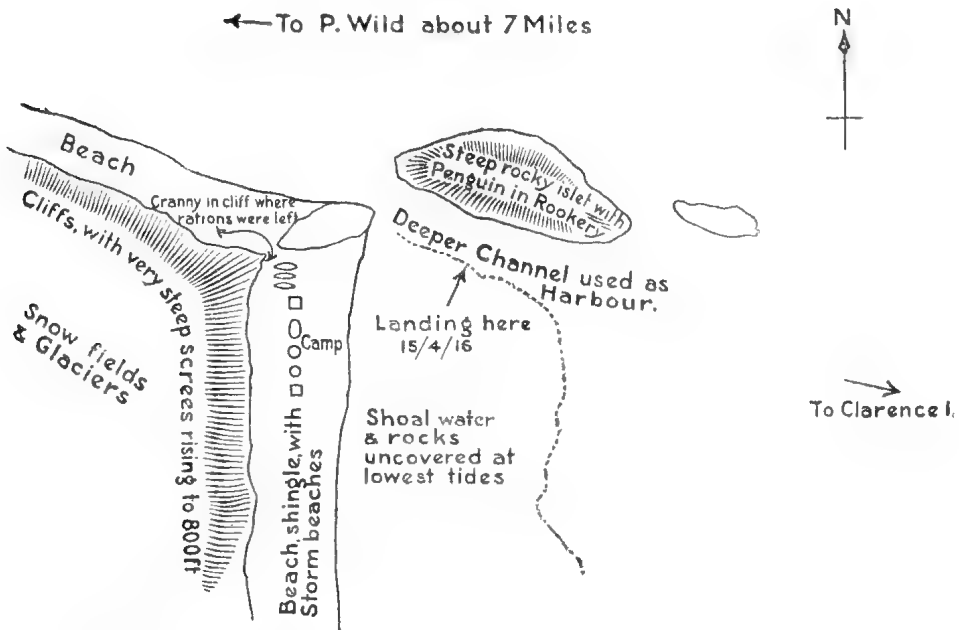 To P. Wild about 7 Miles
N
Beach
Cranny in cliff where
rations were left
Cliffs, with very steep screes rising to 800ft
Snow fields
& Glaciers
Steep rocky islet with
Penguin in Rookery
Deeper Channel used as
Harbour.
Landing here
15/4/16
Camp
Shoal water
& rocks
uncovered at
lowest tides
Beach, shingle, with
Storm beaches
To Clarence I.